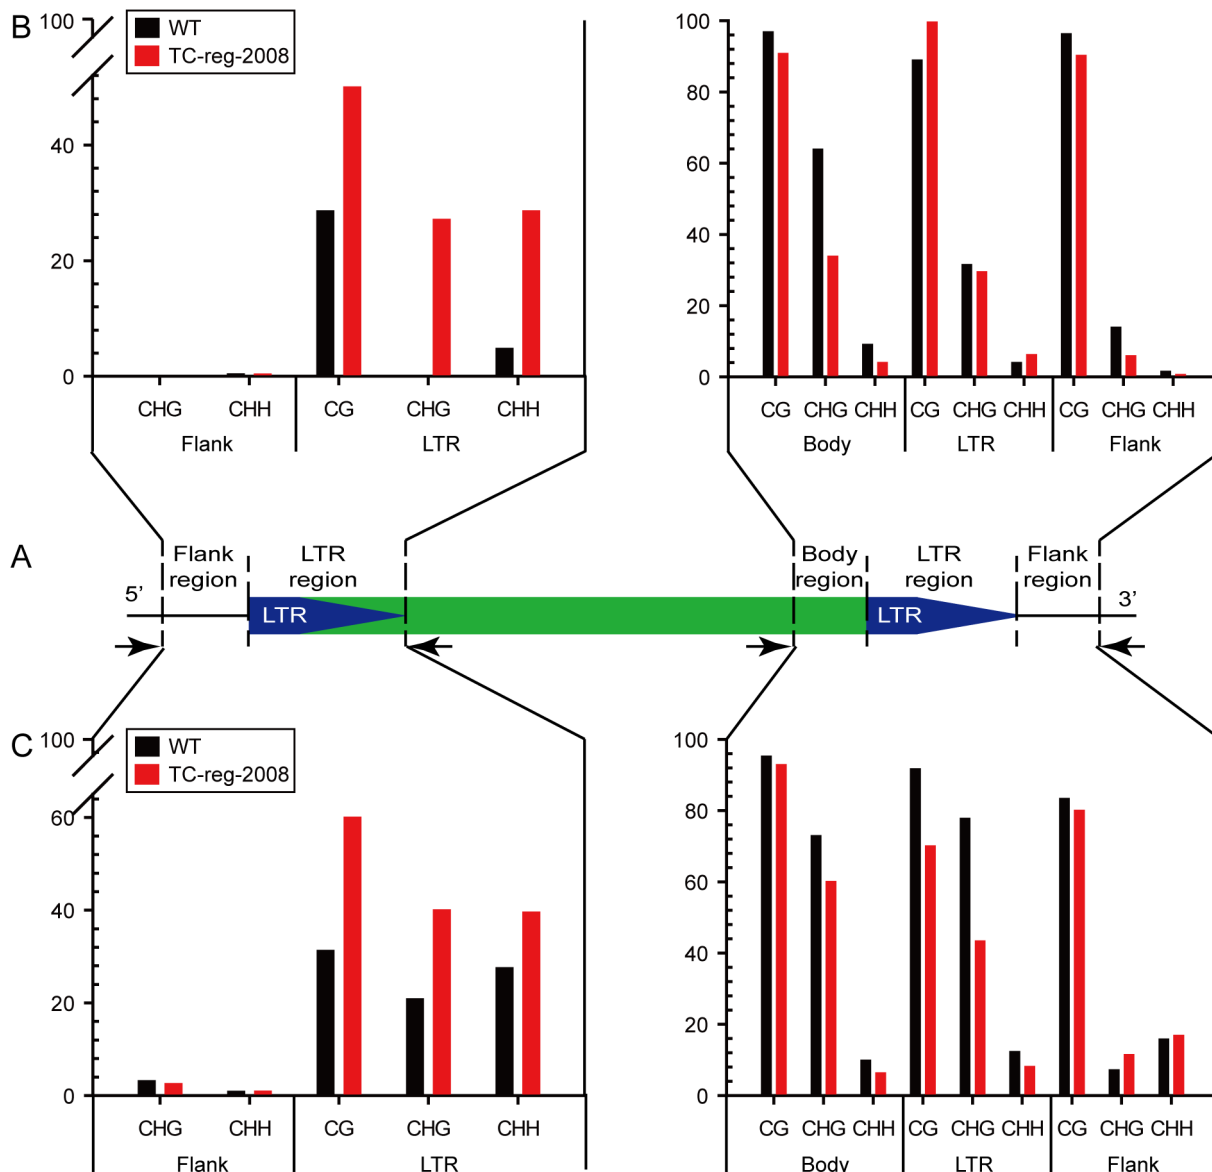 B
100
40
20
0
WT
TC-reg-2008
CHG CHH CG CHG CHH
Flank LTR
100
80
60
40
20
0
CG CHG CHH CG CHG CHH CG CHG CHH
Body LTR Flank
A
Flank region
LTR region
Body region
LTR region
Flank region
5’
LTR
LTR
3’
C
100
60
40
20
0
WT
TC-reg-2008
CHG CHH CG CHG CHH
Flank LTR
100
80
60
40
20
0
CG CHG CHH CG CHG CHH CG CHG CHH
Body LTR Flank